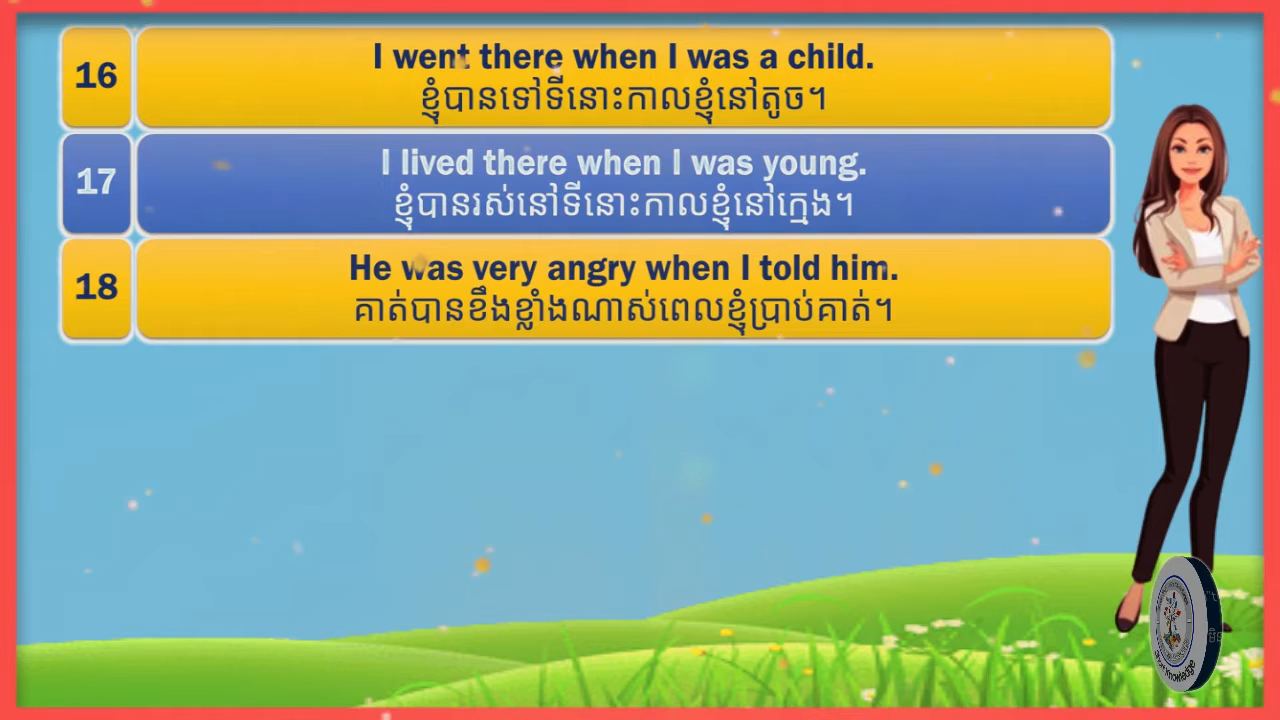 16
I went there when I was a child.
ខ្ញុំបានទៅទីនោះកាលខ្ញុំនៅតូច។
17
I lived there when I was young.
ខ្ញុំបានរស់នៅទីនោះកាលខ្ញុំនៅក្មេង។
18
He was very angry when I told him.
គាត់បានខឹងខ្លាំងណាស់ពេលខ្ញុំប្រាប់គាត់។
Knowledge